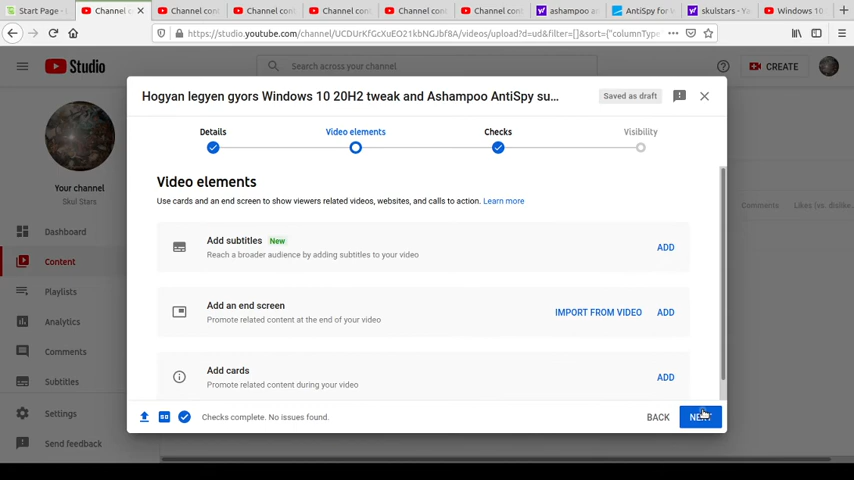 Start Page -
Channel c
Channel con
Channel con
Channel con
Channel con
Channel con
ashampoo a
AntiSpy for W
skulstars - Ya
Windows 10
https://studio.youtube.com/channel/UCDUrKfGcXuEO21kbNGJbf8A/videos/upload?d=ud&filter=[]&sort={"columnType
Studio
Search across your channel
CREATE
Hogyan legyen gyors Windows 10 20H2 tweak and Ashampoo AntiSpy su...
Saved as draft
Details
Video elements
Checks
Visibility
Your channel
Skul Stars
Video elements
Use cards and an end screen to show viewers related videos, websites, and calls to action. Learn more
Comments
Likes (vs. dislike
Dashboard
Add subtitles New
Reach a broader audience by adding subtitles to your video
ADD
Content
Playlists
Add an end screen
Promote related content at the end of your video
IMPORT FROM VIDEO
ADD
Analytics
Comments
Add cards
Promote related content during your video
ADD
Subtitles
Settings
Checks complete. No issues found.
BACK
NEXT
Send feedback